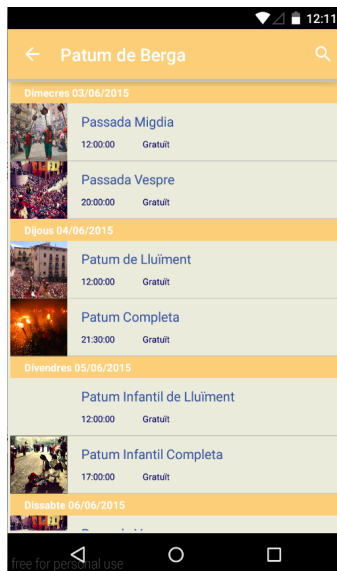 12:11
Patum de Berga
Dimecres 03/06/2015
Passada Migdia
12:00:00 Gratuït
Passada Vespre
20:00:00 Gratuït
Dijous 04/06/2015
Patum de Lluïment
12:00:00 Gratuït
Patum Completa
21:30:00 Gratuït
Divendres 05/06/2015
Patum Infantil de Lluïment
12:00:00 Gratuït
Patum Infantil Completa
17:00:00 Gratuït
Dissabte 06/06/2015
free for personal use